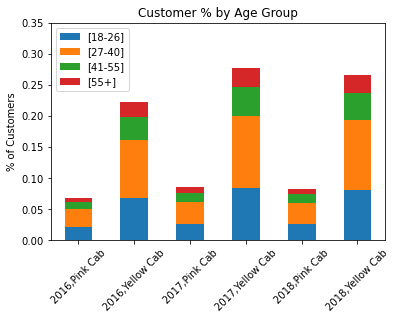 Customer % by Age Group
[18-26]
[27-40]
[41-55]
[55+]
% of Customers
0.35
0.30
0.25
0.20
0.15
0.10
0.05
0.00
2016,Pink Cab
2016,Yellow Cab
2017,Pink Cab
2017,Yellow Cab
2018,Pink Cab
2018,Yellow Cab